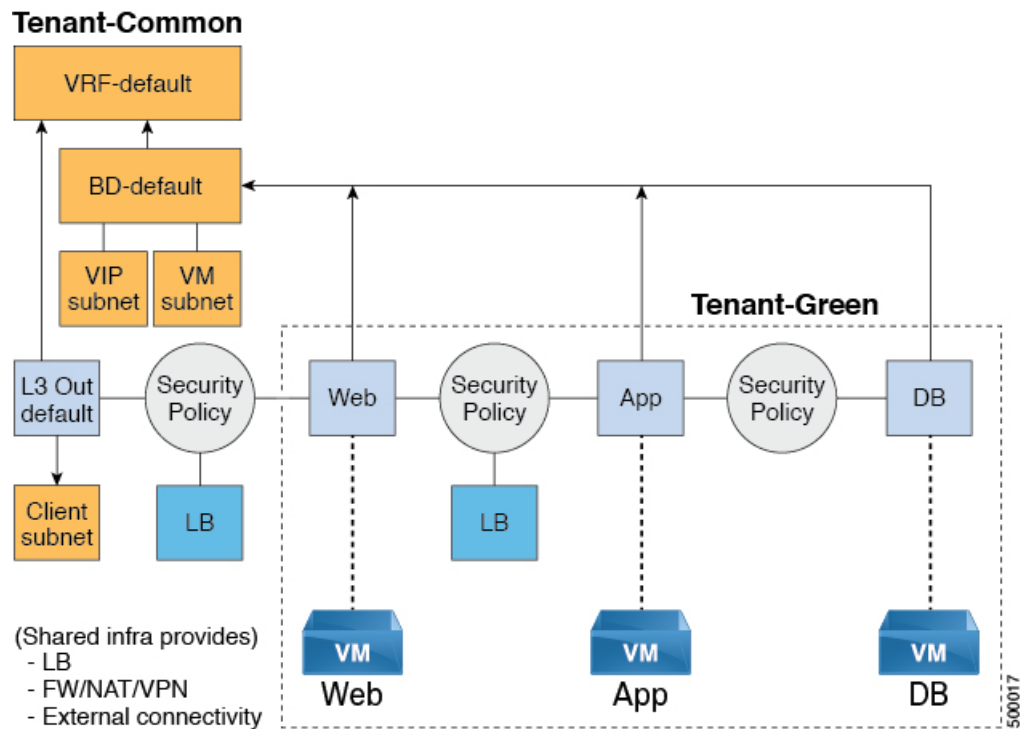 Tenant-Common
VRF-default
BD-default
VIP
subnet
VM
subnet
Tenant-Green
L3 Out
default
Security
Policy
Web
Security
Policy
App
Security
Policy
DB
Client
subnet
LB
LB
(Shared infra provides)
- LB
- FW/NAT/VPN
- External connectivity
VM
Web
VM
App
VM
DB
500017